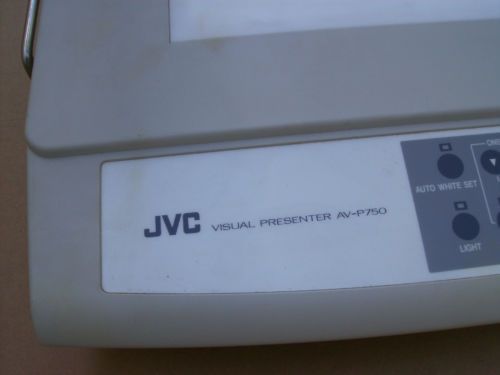 JVC VISUAL PRESENTER AV-P750
AUTO WHITE SET
LIGHT